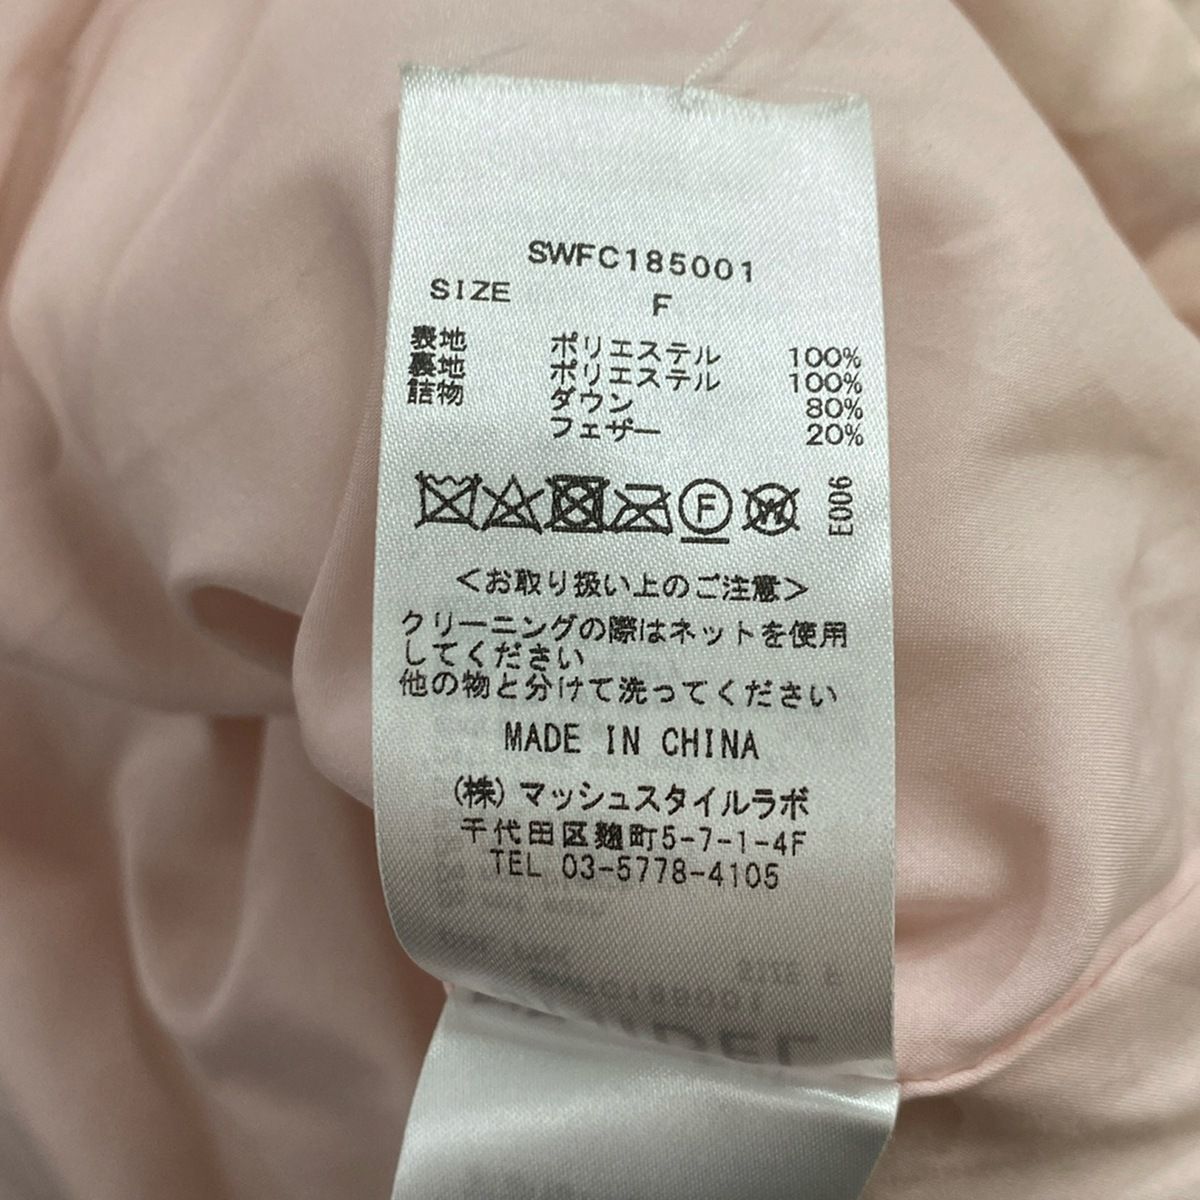 SWFC185001
SIZE F
表地 ポリエステル 100%
裏地 ポリエステル 100%
詰物 ダウン 80%
フェザー 20%
F W E006
<お取り扱い上のご注意>
クリーニングの際はネットを使用
してください
他の物と分けて洗ってください
MADE IN CHINA
(株)マッシュスタイルラボ
千代田区麹町5-7-1-4F
TEL 03-5778-4105